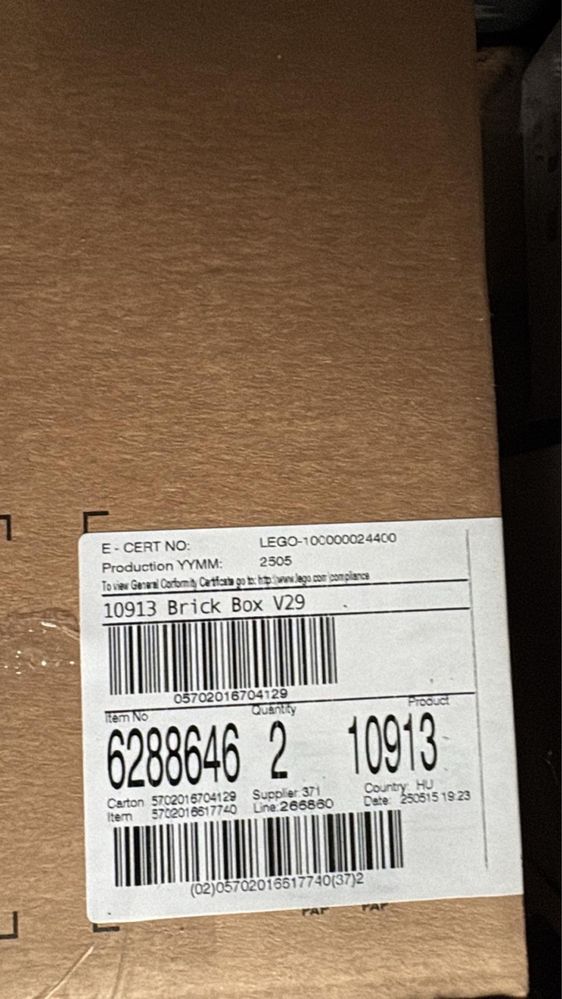 E - CERT NO: LEGO-100000024400
Production YYMM: 2505
To view General Conformity Certificate go to: http://www.lego.com/compliance
10913 Brick Box V29
05702016704129
Item No Quantity Product
6288646 2 10913
Carton 5702016704129 Supplier 371 Country HU
Item 5702016617740 Line:266860 Date: 250515 19:23
(02)05702016617740(37)2
PAP PAP